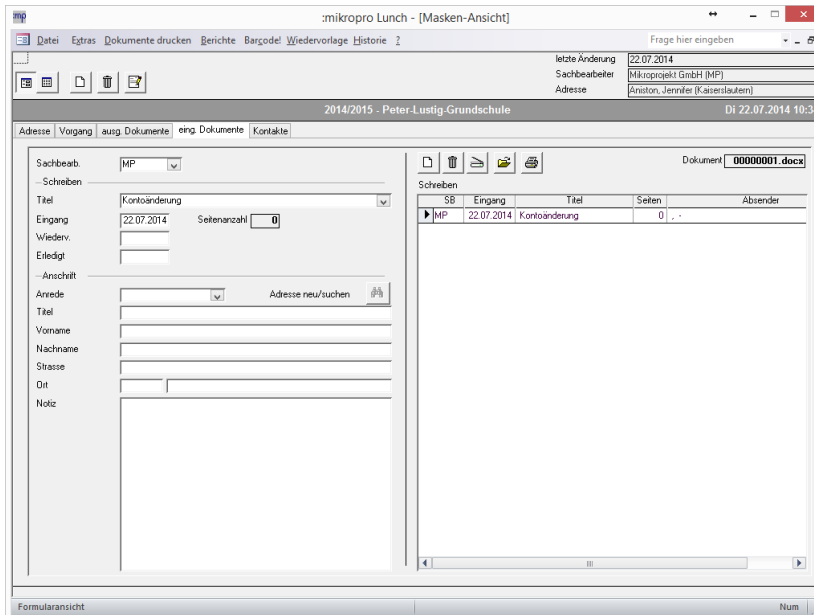 mp :mikropro Lunch - [Masken-Ansicht]
Datei Extras Dokumente drucken Berichte Barcode! Wiedervorlage Historie ? Frage hier eingeben
letzte Änderung 22.07.2014
Sachbearbeiter Mikroprojekt GmbH (MP)
Adresse Aniston, Jennifer (Kaiserslautern)
2014/2015 - Peter-Lustig-Grundschule Di 22.07.2014 10:3
Adresse Vorgang ausg. Dokumente eing. Dokumente Kontakte
Sachbearb. MP
Dokument 00000001.docx
Schreiben
Titel Kontoänderung
Eingang 22.07.2014 Seitenanzahl 0
Wiederv.
Erledigt
Anschrift
Anrede Adresse neu/suchen
Titel
Vorname
Nachname
Strasse
Ort
Notiz
Schreiben
SB Eingang Titel Seiten Absender
MP 22.07.2014 Kontoänderung 0 , -
Formularansicht Num